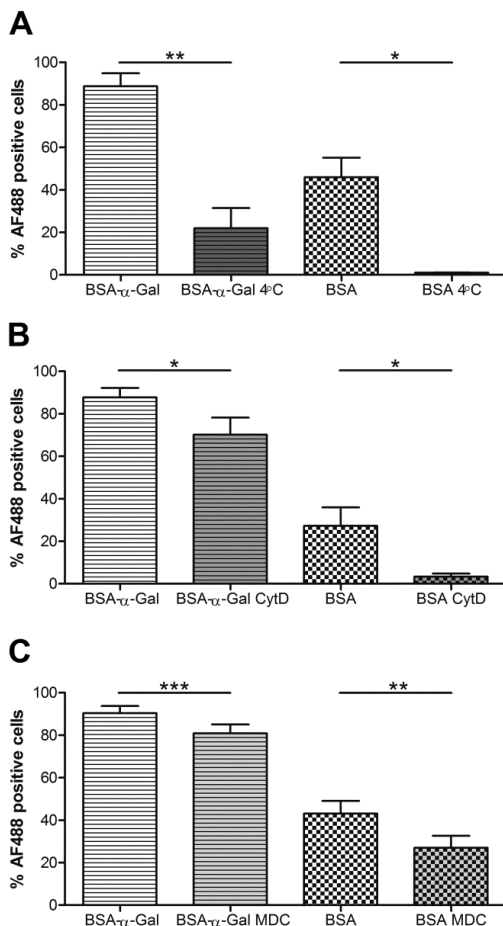 A
** *
% AF488 positive cells
100
80
60
40
20
0
BSA-α-Gal BSA-α-Gal 4ºC BSA BSA 4ºC
B
* *
% AF488 positive cells
100
80
60
40
20
0
BSA-α-Gal BSA-α-Gal CytD BSA BSA CytD
C
*** **
% AF488 positive cells
100
80
60
40
20
0
BSA-α-Gal BSA-α-Gal MDC BSA BSA MDC